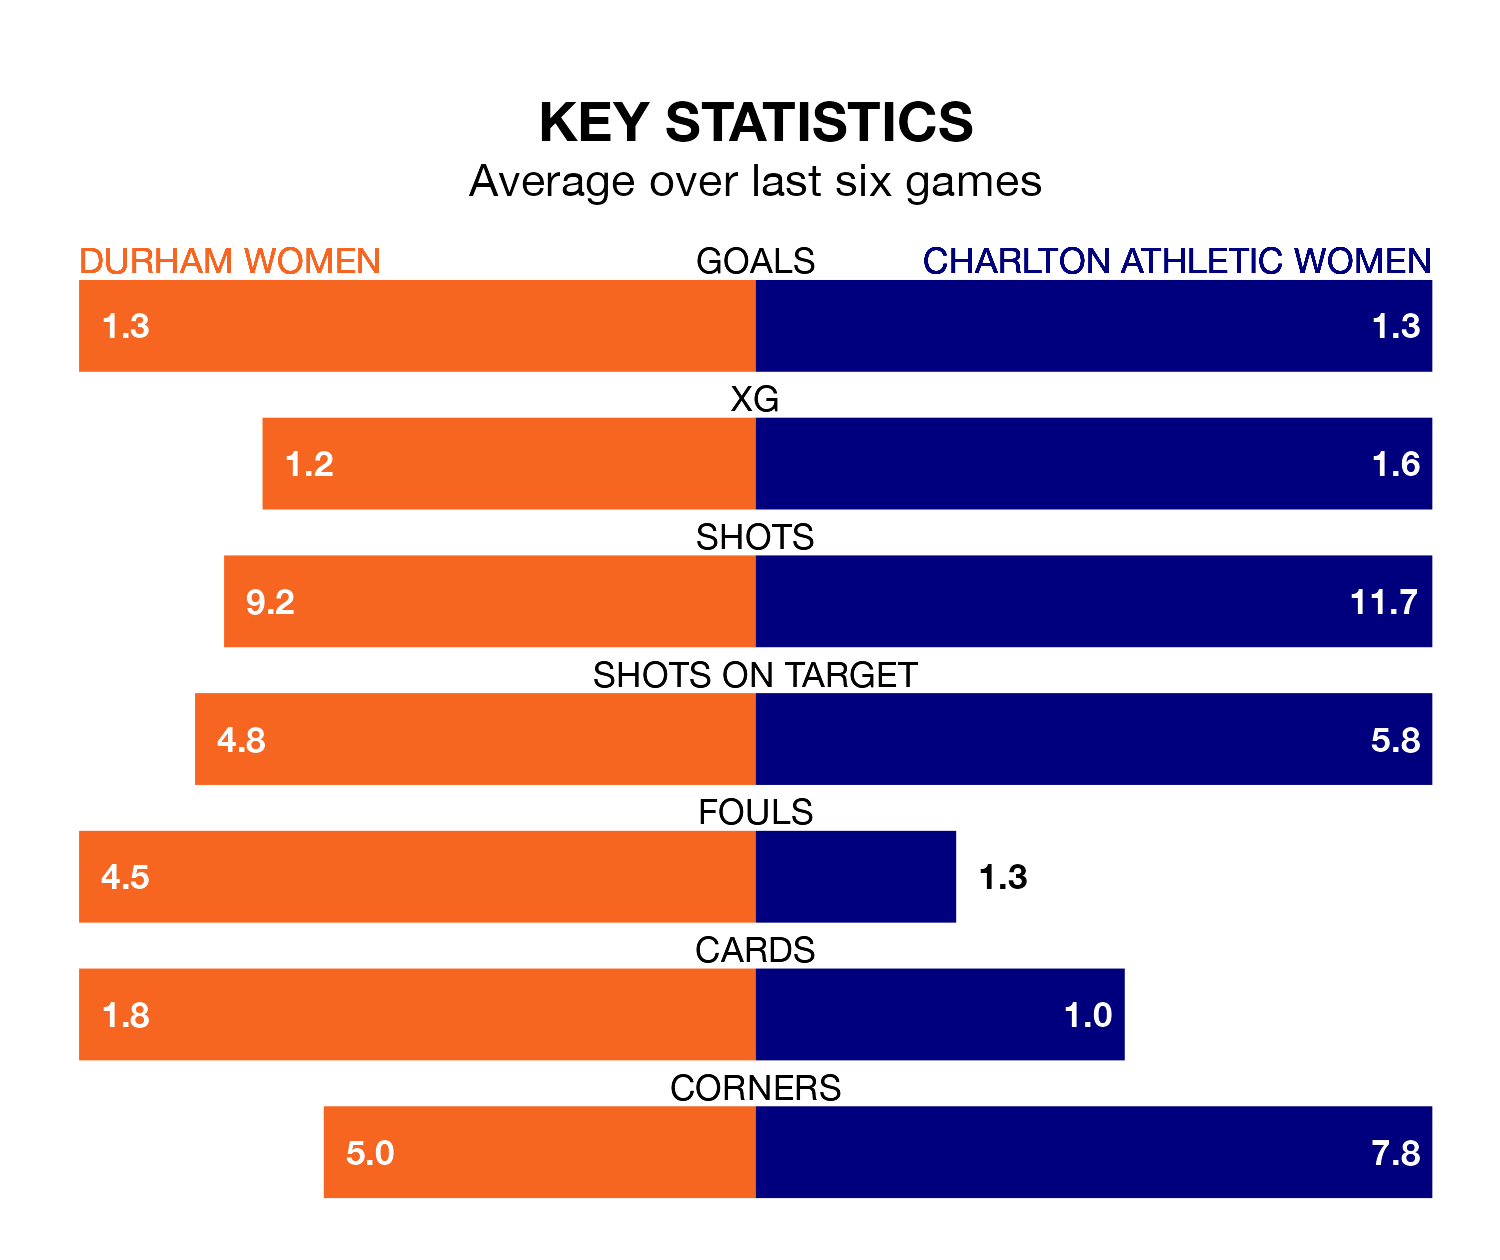 KEY STATISTICS
Average over last six games
DURHAM WOMEN GOALS CHARLTON ATHLETIC WOMEN
1.3 1.3
XG
1.2 1.6
SHOTS
9.2 11.7
SHOTS ON TARGET
4.8 5.8
FOULS
4.5 1.3
CARDS
1.8 1.0
CORNERS
5.0 7.8